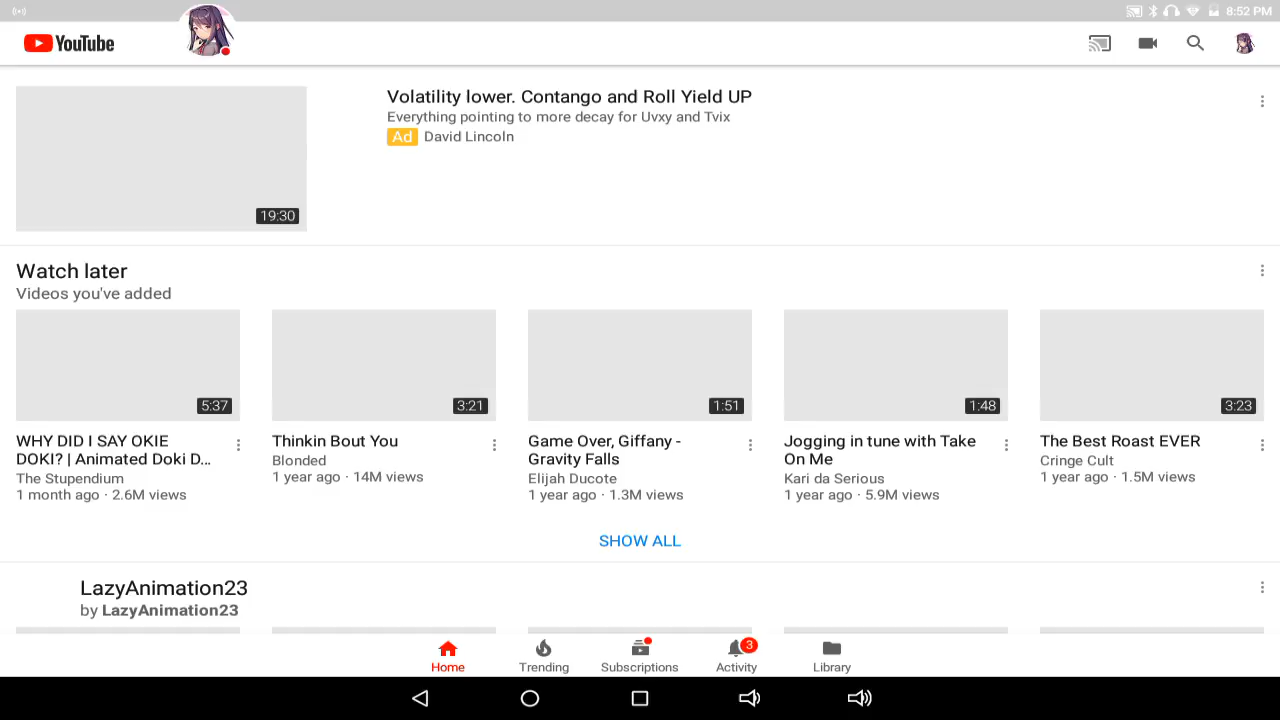 8:52 PM
YouTube
Volatility lower. Contango and Roll Yield UP
Everything pointing to more decay for Uvxy and Tvix
Ad David Lincoln
19:30
Watch later
Videos you've added
5:37
3:21
1:51
1:48
3:23
WHY DID I SAY OKIE
DOKI? | Animated Doki D...
The Stupendium
1 month ago · 2.6M views
Thinkin Bout You
Blonded
1 year ago · 14M views
Game Over, Giffany -
Gravity Falls
Elijah Ducote
1 year ago · 1.3M views
Jogging in tune with Take
On Me
Kari da Serious
1 year ago · 5.9M views
The Best Roast EVER
Cringe Cult
1 year ago · 1.5M views
SHOW ALL
LazyAnimation23
by LazyAnimation23
3
Home Trending Subscriptions Activity Library